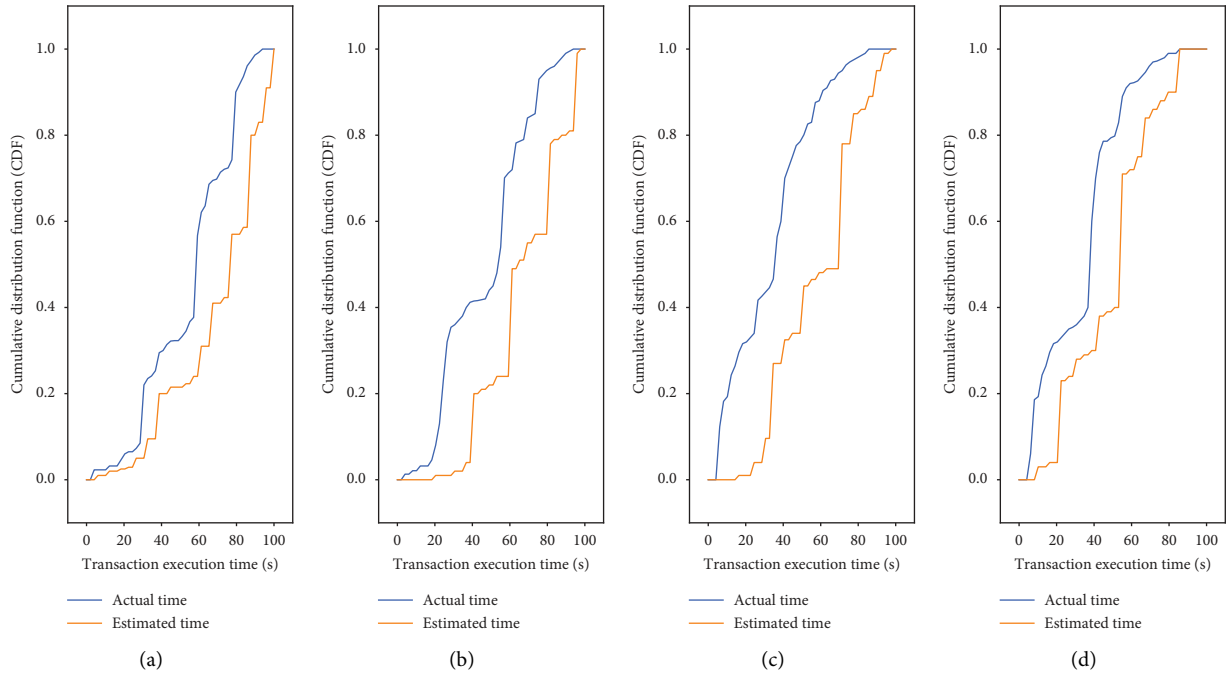 Cumulative distribution function (CDF)
1.0
0.8
0.6
0.4
0.2
0.0
0 20 40 60 80 100
Transaction execution time (s)
Actual time
Estimated time
(a)
Cumulative distribution function (CDF)
1.0
0.8
0.6
0.4
0.2
0.0
0 20 40 60 80 100
Transaction execution time (s)
Actual time
Estimated time
(b)
Cumulative distribution function (CDF)
1.0
0.8
0.6
0.4
0.2
0.0
0 20 40 60 80 100
Transaction execution time (s)
Actual time
Estimated time
(c)
Cumulative distribution function (CDF)
1.0
0.8
0.6
0.4
0.2
0.0
0 20 40 60 80 100
Transaction execution time (s)
Actual time
Estimated time
(d)